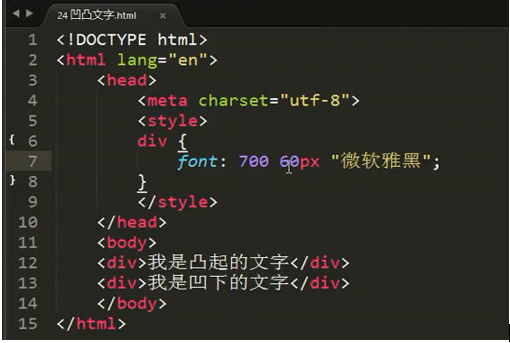 24 凹凸文字.html
1 <!DOCTYPE html>
2 <html lang="en">
3 <head>
4 <meta charset="utf-8">
5 <style>
6 div {
7 font: 700 60px "微软雅黑";
8 }
9 </style>
10 </head>
11 <body>
12 <div>我是凸起的文字</div>
13 <div>我是凹下的文字</div>
14 </body>
15 </html>